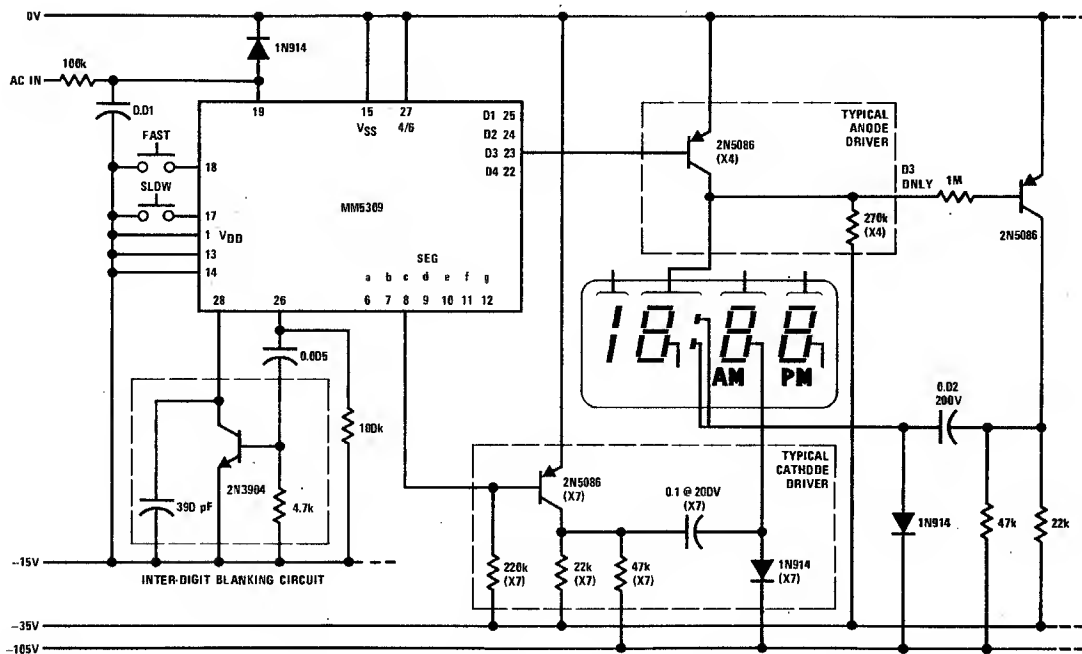 0V
1N914
100k
AC IN
0.01
FAST
SLOW
19
15
VSS
27
4/6
D1 25
D2 24
D3 23
D4 22
18
17
1 VDD
13
14
MM5309
SEG
a b c d e f g
6 7 8 9 10 11 12
28
26
TYPICAL
ANODE
DRIVER
2N5086
(X4)
D3
ONLY
1M
270k
(X4)
2N5086
18:88
AM PM
0.005
100k
2N3904
390 pF
4.7k
INTER-DIGIT BLANKING CIRCUIT
TYPICAL
CATHODE
DRIVER
2N5086
(X7)
0.1 @ 200V
(X7)
220k
(X7)
22k
(X7)
47k
(X7)
1N914
(X7)
0.02
200V
1N914
47k
22k
-15V
-35V
-105V